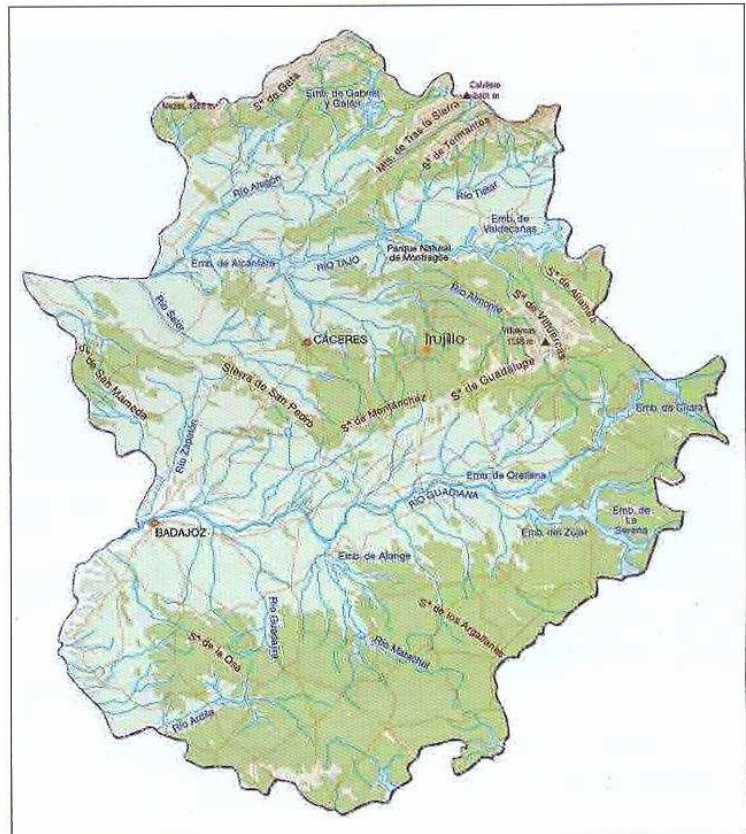 Sª de Gata
Emb. de Gabriel
y Galán
Calvitero
2401 m
Mts. de Tras la Sierra
Sª de Tormantos
Río Alagón
Río Tiétar
Emb. de
Valdecañas
Emb. de Alcántara
RÍO TAJO
Parque Natural
de Monfragüe
Río Salor
Río Almonte
Sª de Altamira
Sª de Villuercas
Villuercas
CÁCERES
Trujillo
Sª de San Mameda
Sierra de San Pedro
Sª de Montánchez
Sª de Guadalupe
Río Zapatón
Emb. de Cíjara
Emb. de Orellana
RÍO GUADIANA
BADAJOZ
Emb. del Zújar
Emb. de
La
Serena
Emb. de Alange
Río Guadajira
Sª de los Argallanes
Río Matachel
Sª de la Osa
Río Ardila